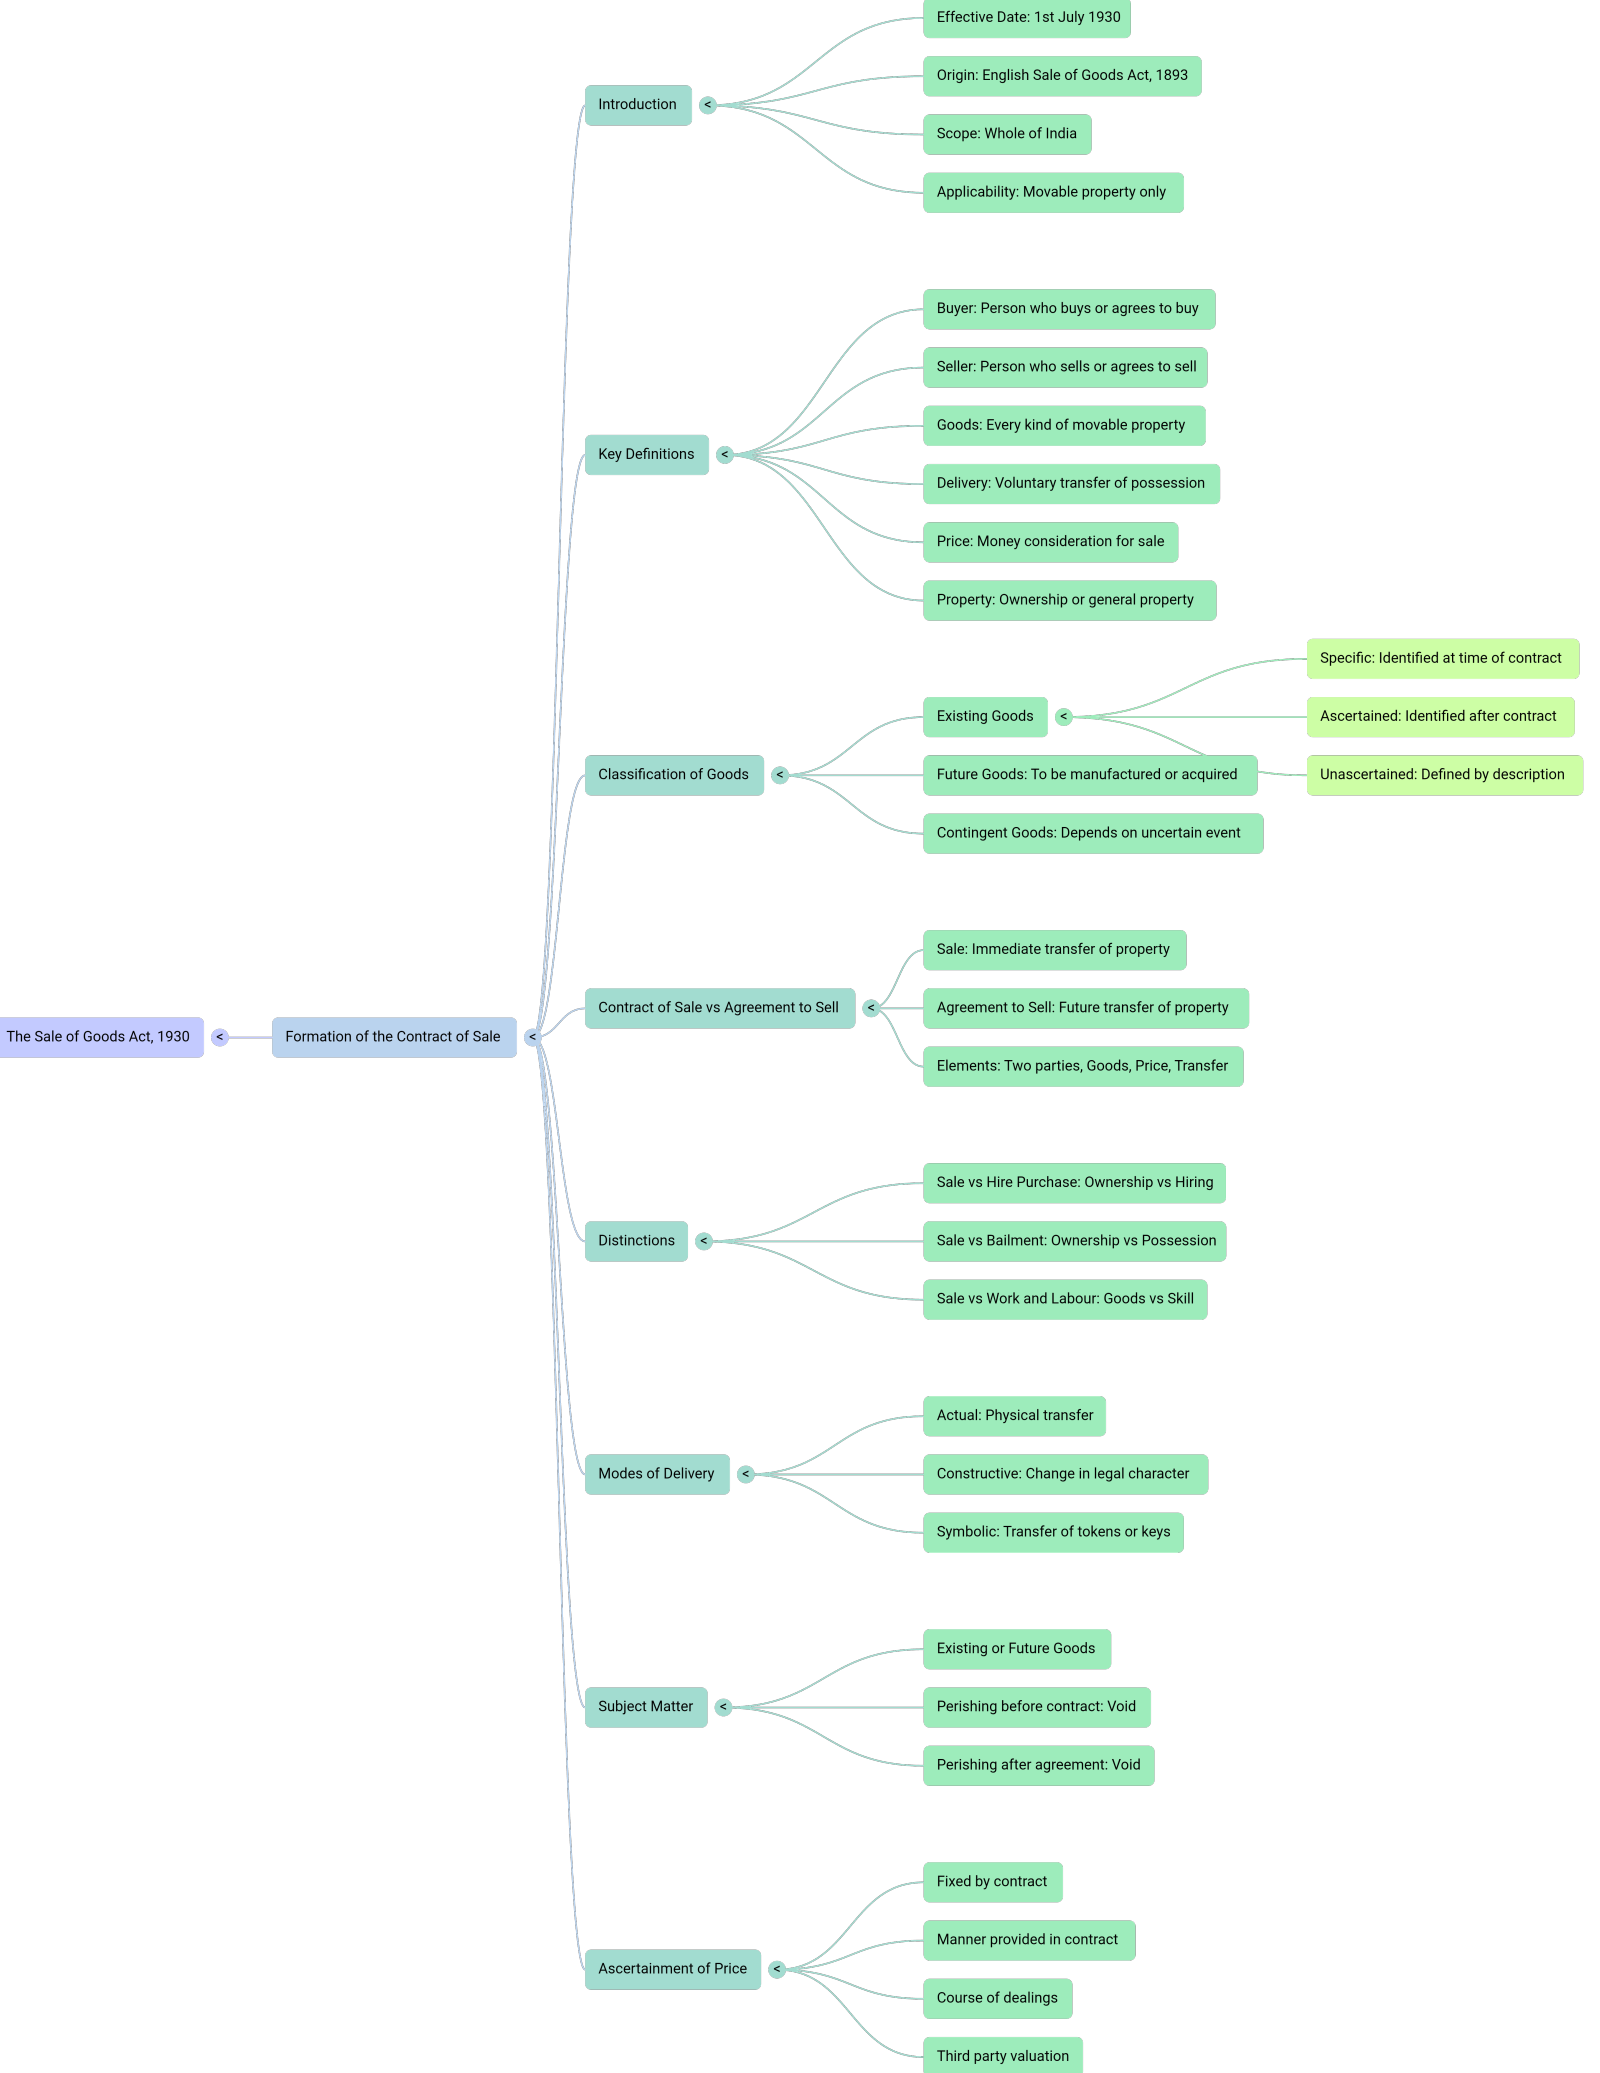 The Sale of Goods Act, 1930
<
Formation of the Contract of Sale
<
Introduction
<
Effective Date: 1st July 1930
Origin: English Sale of Goods Act, 1893
Scope: Whole of India
Applicability: Movable property only
Key Definitions
<
Buyer: Person who buys or agrees to buy
Seller: Person who sells or agrees to sell
Goods: Every kind of movable property
Delivery: Voluntary transfer of possession
Price: Money consideration for sale
Property: Ownership or general property
Classification of Goods
<
Existing Goods
<
Specific: Identified at time of contract
Ascertained: Identified after contract
Unascertained: Defined by description
Future Goods: To be manufactured or acquired
Contingent Goods: Depends on uncertain event
Contract of Sale vs Agreement to Sell
<
Sale: Immediate transfer of property
Agreement to Sell: Future transfer of property
Elements: Two parties, Goods, Price, Transfer
Distinctions
<
Sale vs Hire Purchase: Ownership vs Hiring
Sale vs Bailment: Ownership vs Possession
Sale vs Work and Labour: Goods vs Skill
Modes of Delivery
<
Actual: Physical transfer
Constructive: Change in legal character
Symbolic: Transfer of tokens or keys
Subject Matter
<
Existing or Future Goods
Perishing before contract: Void
Perishing after agreement: Void
Ascertainment of Price
<
Fixed by contract
Manner provided in contract
Course of dealings
Third party valuation